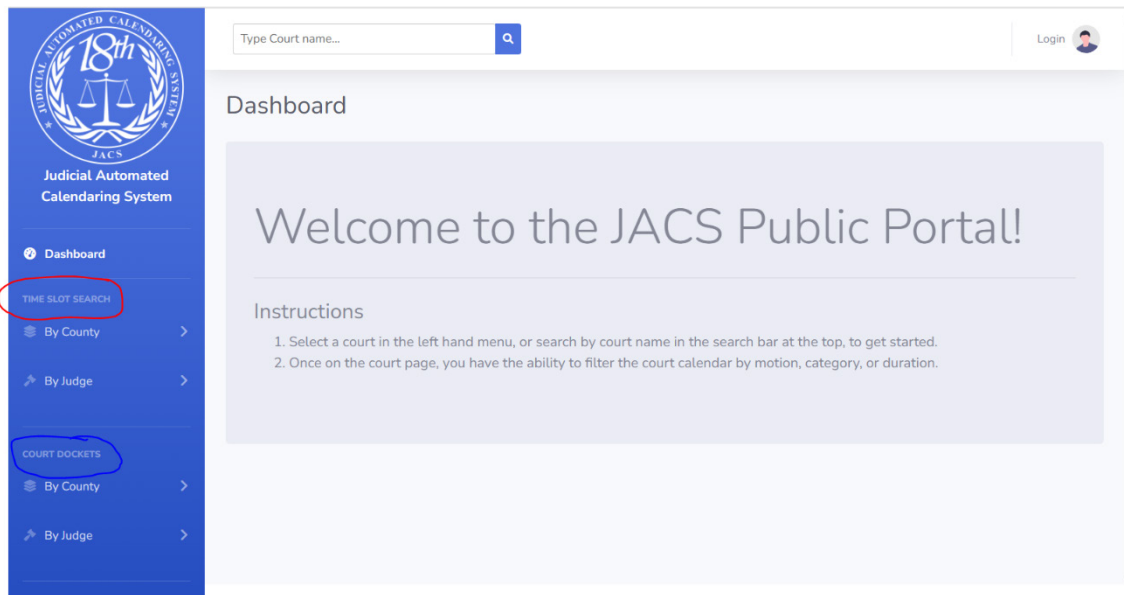 JUDICIAL AUTOMATED CALENDARING SYSTEM
18th
JACS
Judicial Automated
Calendaring System
Dashboard
TIME SLOT SEARCH
By County
By Judge
COURT DOCKETS
By County
By Judge
Type Court name...
Login
Dashboard
Welcome to the JACS Public Portal!
Instructions
1. Select a court in the left hand menu, or search by court name in the search bar at the top, to get started.
2. Once on the court page, you have the ability to filter the court calendar by motion, category, or duration.